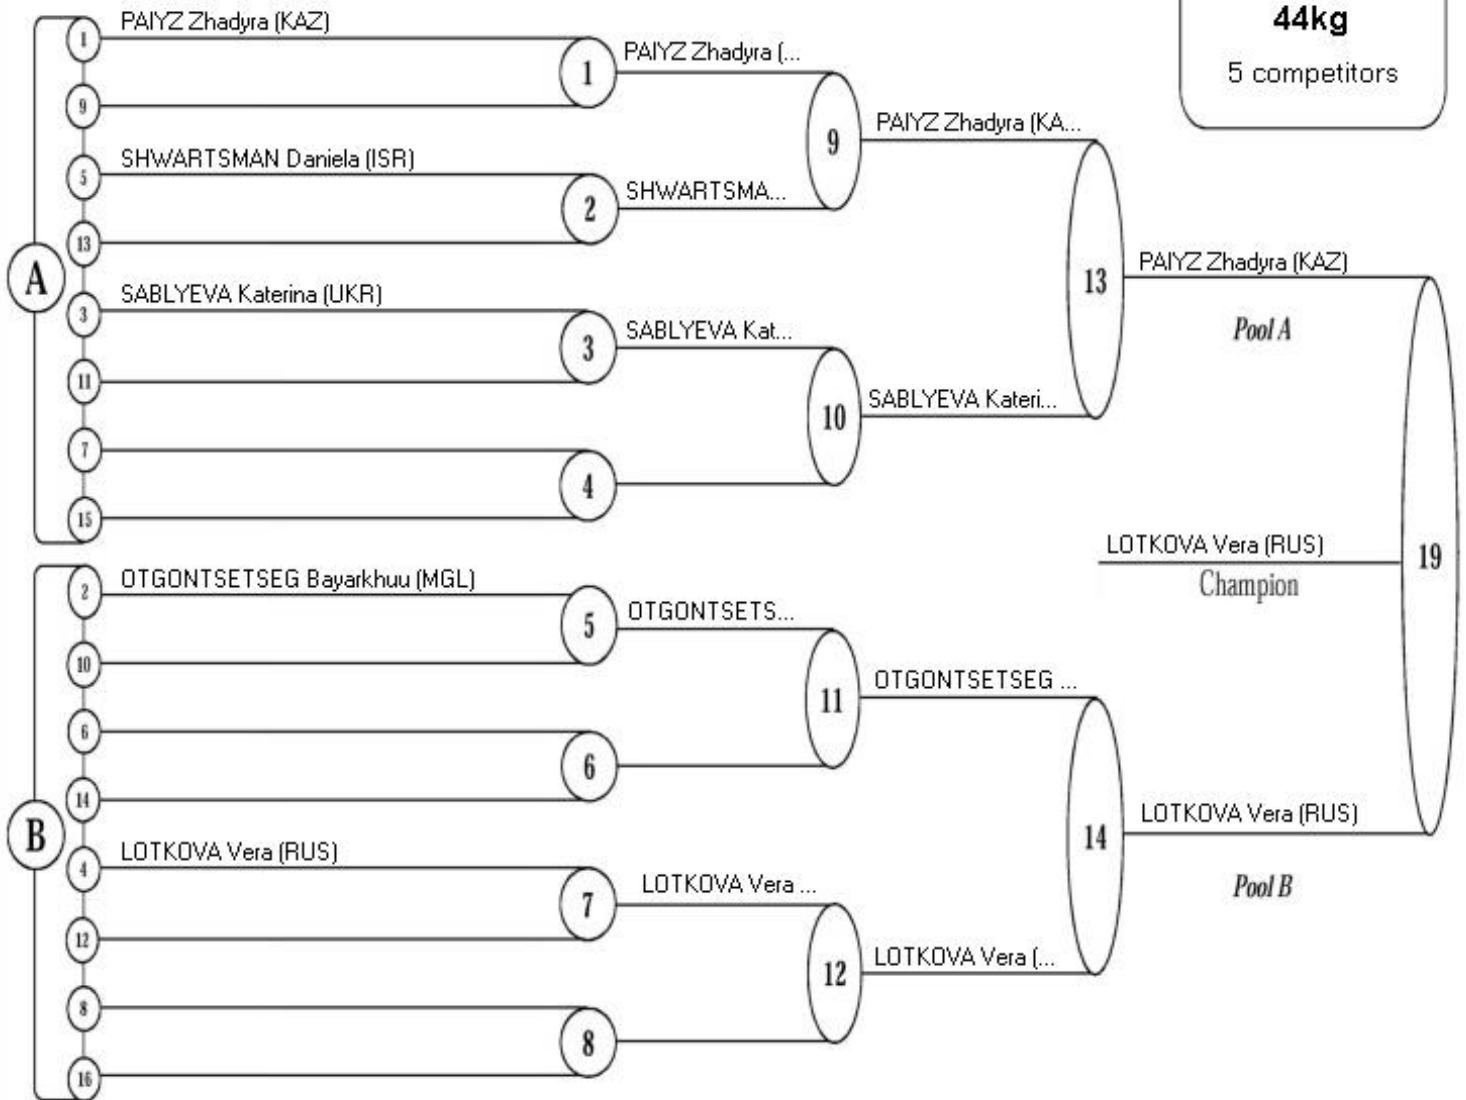 44kg
5 competitors
PAIYZ Zhadyra (KAZ)
1
9
1
PAIYZ Zhadyra (...
9
PAIYZ Zhadyra (KA...
SHWARTSMAN Daniela (ISR)
5
13
2
SHWARTSMA...
A
13
PAIYZ Zhadyra (KAZ)
Pool A
SABLYEVA Katerina (UKR)
3
11
3
SABLYEVA Kat...
10
SABLYEVA Kateri...
7
15
4
LOTKOVA Vera (RUS)
Champion
19
OTGONTSETSEG Bayarkhuu (MGL)
2
10
5
OTGONTSETS...
11
OTGONTSETSEG ...
6
14
6
B
14
LOTKOVA Vera (RUS)
Pool B
LOTKOVA Vera (RUS)
4
12
7
LOTKOVA Vera ...
12
LOTKOVA Vera (...
8
16
8